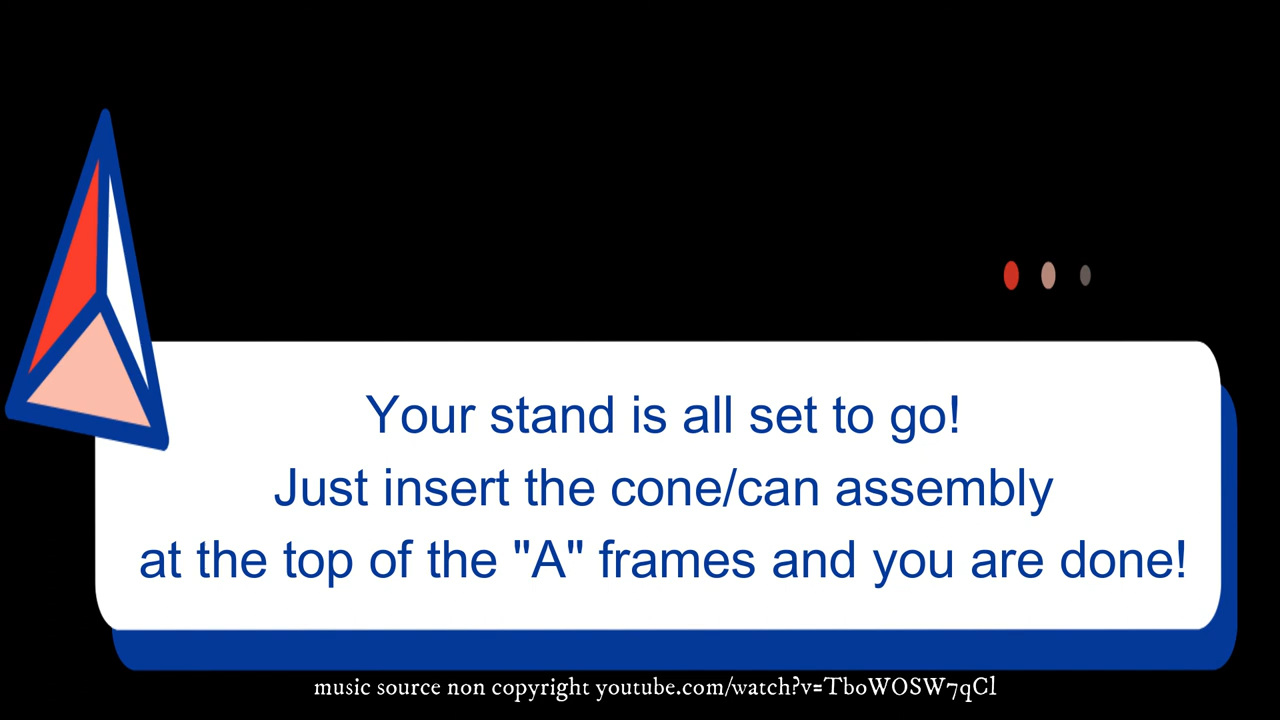 Your stand is all set to go!
Just insert the cone/can assembly
at the top of the "A" frames and you are done!
music source non copyright youtube.com/watch?v=TboWOSW7qCl